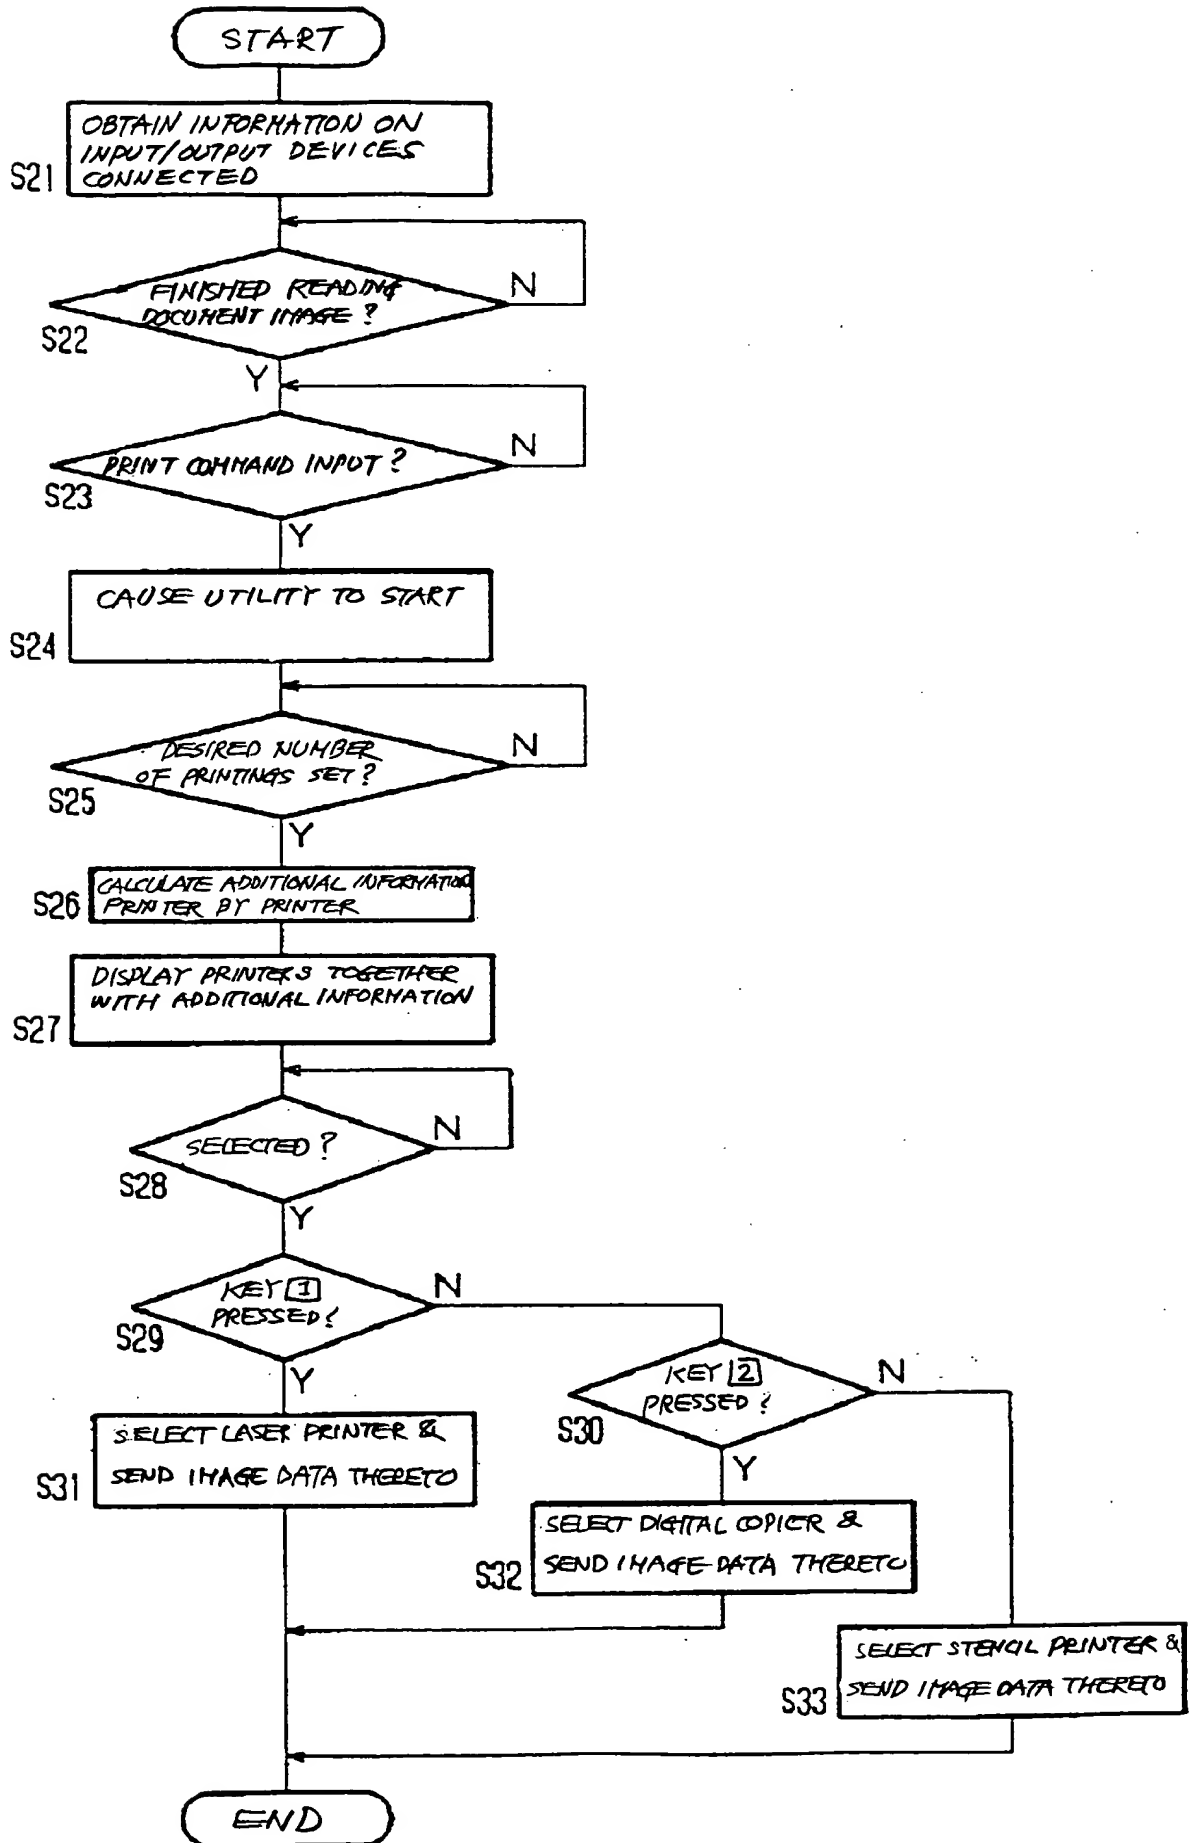 START
OBTAIN INFORMATION ON
INPUT/OUTPUT DEVICES
CONNECTED
S21
FINISHED READING
DOCUMENT IMAGE?
N
S22
Y
PRINT COMMAND INPUT?
N
S23
Y
CAUSE UTILITY TO START
S24
DESIRED NUMBER
OF PRINTINGS SET?
N
S25
Y
CALCULATE ADDITIONAL INFORMATION
PRINTER BY PRINTER
S26
DISPLAY PRINTERS TOGETHER
WITH ADDITIONAL INFORMATION
S27
SELECTED?
N
S28
Y
KEY 1
PRESSED?
N
S29
Y
KEY 2
PRESSED?
N
S30
Y
SELECT LASER PRINTER &
SEND IMAGE DATA THERETO
S31
SELECT DIGITAL COPIER &
SEND IMAGE DATA THERETO
S32
SELECT STENCIL PRINTER &
SEND IMAGE DATA THERETO
S33
END